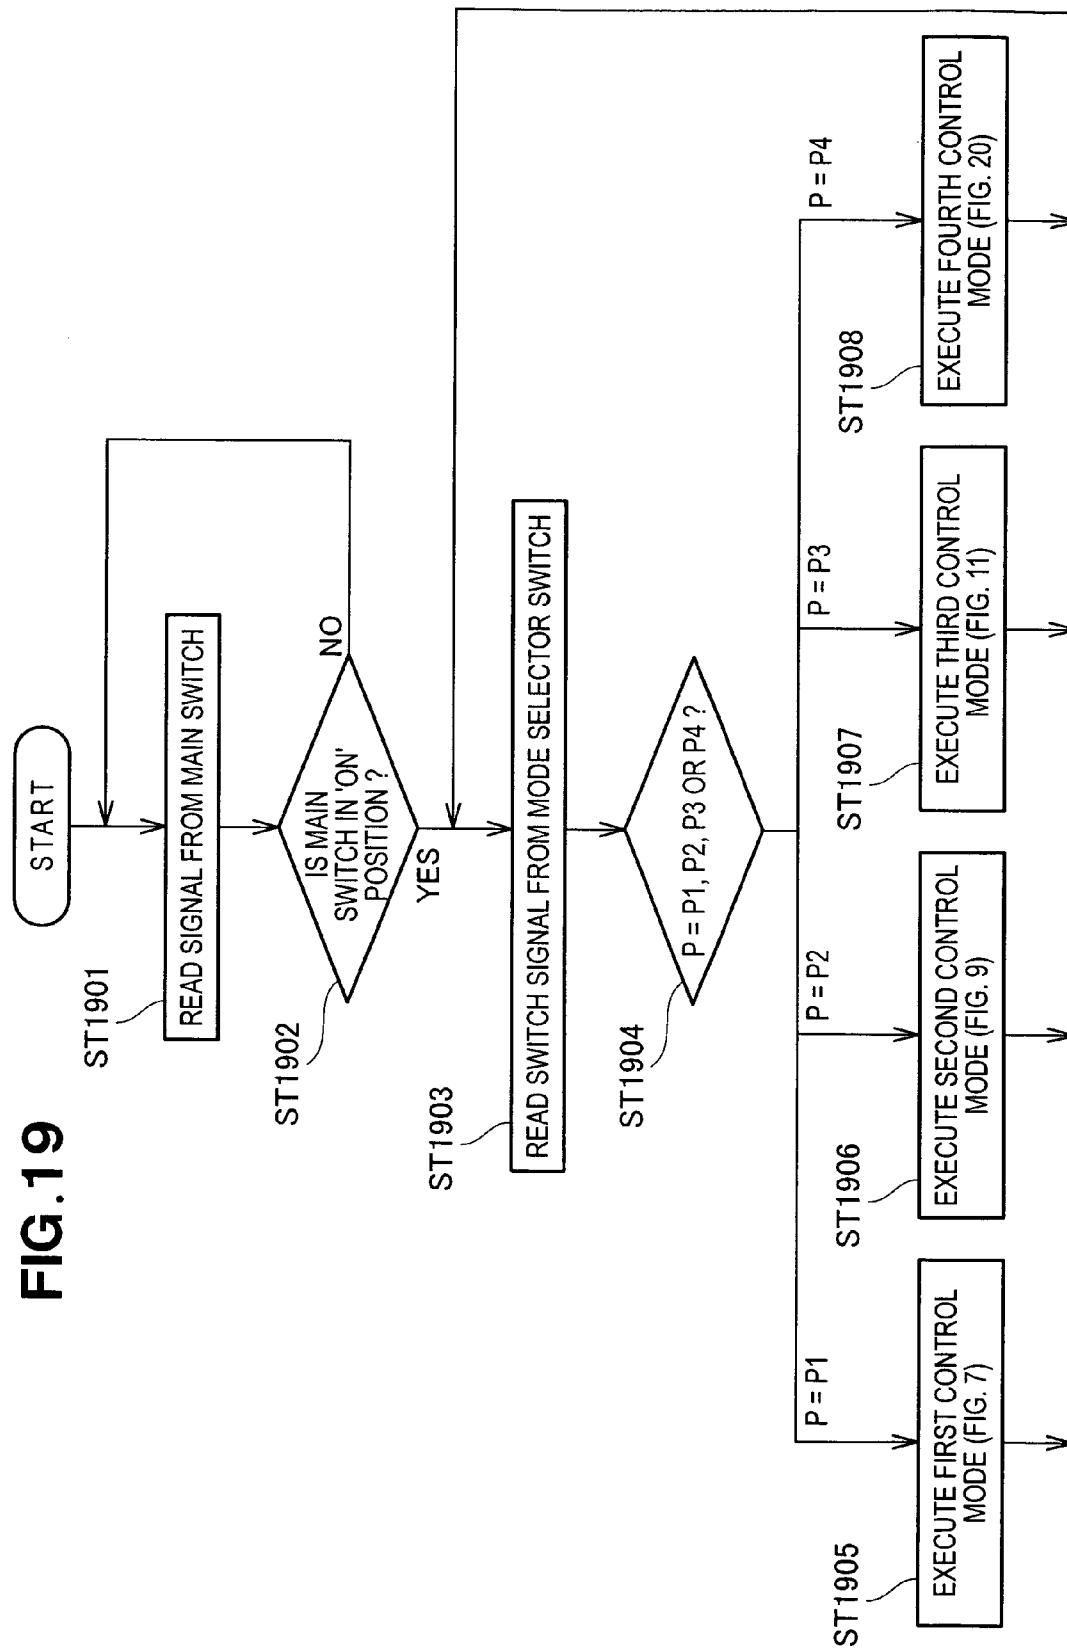 FIG.19
START
ST1901
READ SIGNAL FROM MAIN SWITCH
ST1902
IS MAIN
SWITCH IN 'ON'
POSITION ?
NO
YES
ST1903
READ SWITCH SIGNAL FROM MODE SELECTOR SWITCH
ST1904
P = P1, P2, P3 OR P4 ?
P = P1
P = P2
P = P3
P = P4
ST1905
EXECUTE FIRST CONTROL
MODE (FIG. 7)
ST1906
EXECUTE SECOND CONTROL
MODE (FIG. 9)
ST1907
EXECUTE THIRD CONTROL
MODE (FIG. 11)
ST1908
EXECUTE FOURTH CONTROL
MODE (FIG. 20)